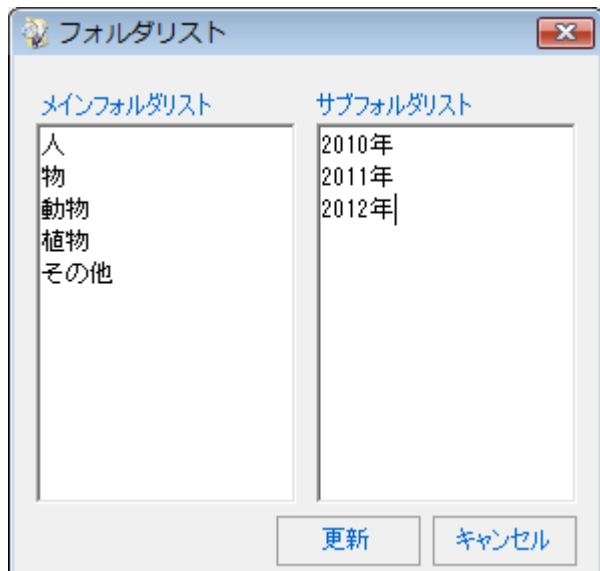 フォルダリスト
メインフォルダリスト
人
物
動物
植物
その他
サブフォルダリスト
2010年
2011年
2012年
更新
キャンセル